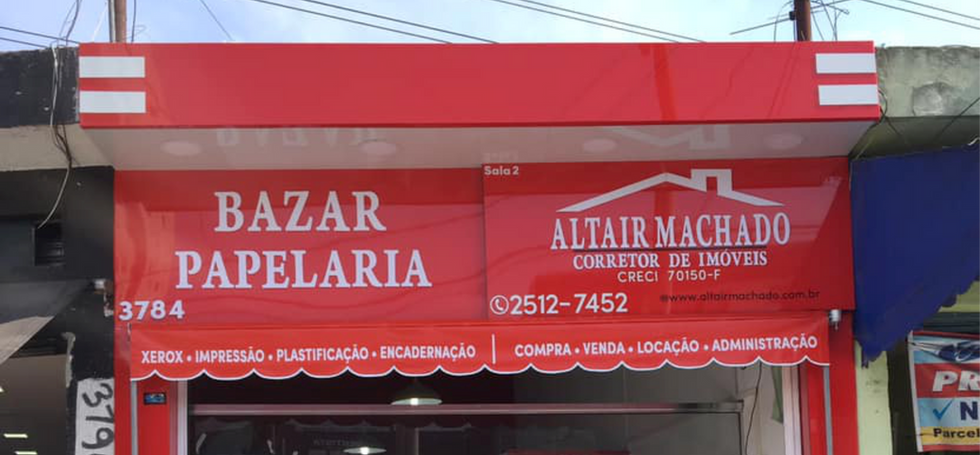 BAZAR
PAPELARIA
3784
Sala 2
ALTAIR MACHADO
CORRETOR DE IMÓVEIS
CRECI 70150-F
2512-7452
www.altairmachado.com.br
XEROX • IMPRESSÃO • PLASTIFICAÇÃO • ENCADERNAÇÃO | COMPRA • VENDA • LOCAÇÃO • ADMINISTRAÇÃO
379
PR
N
Parcel